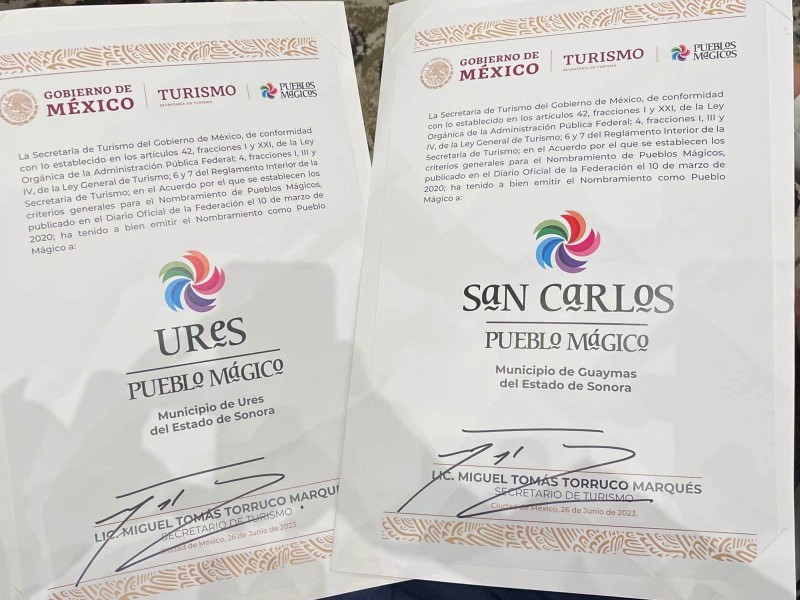 GOBIERNO DE
MÉXICO
TURISMO
SECRETARÍA DE TURISMO
PUEBLOS
MÁGICOS
La Secretaría de Turismo del Gobierno de México, de conformidad
con lo establecido en los artículos 42, fracciones I y XXI, de la Ley
Orgánica de la Administración Pública Federal; 4, fracciones I, III y
IV, de la Ley General de Turismo; 6 y 7 del Reglamento Interior de la
Secretaría de Turismo; en el Acuerdo por el que se establecen los
criterios generales para el Nombramiento de Pueblos Mágicos,
publicado en el Diario Oficial de la Federación el 10 de marzo de
2020; ha tenido a bien emitir el Nombramiento como Pueblo
Mágico a:
URes
PUEBLO MáGICO
Municipio de Ures
del Estado de Sonora
LIC. MIGUEL TOMÁS TORRUCO MARQU
SECRETARIO DE TURISMO
Ciudad de México, 26 de Junio de 2023.
GOBIERNO DE
MÉXICO
TURISMO
SECRETARÍA DE TURISMO
PUEBLOS
MÁGICOS
La Secretaría de Turismo del Gobierno de México, de conformidad
con lo establecido en los artículos 42, fracciones I y XXI, de la Ley
Orgánica de la Administración Pública Federal; 4, fracciones I, III y
IV, de la Ley General de Turismo; 6 y 7 del Reglamento Interior de la
Secretaría de Turismo; en el Acuerdo por el que se establecen los
criterios generales para el Nombramiento de Pueblos Mágicos,
publicado en el Diario Oficial de la Federación el 10 de marzo de
2020; ha tenido a bien emitir el Nombramiento como Pueblo
Mágico a:
SaN CaRLOS
PUEBLO MáGICO
Municipio de Guaymas
del Estado de Sonora
LIC. MIGUEL TOMÁS TORRUCO MARQUÉS
SECRETARIO DE TURISMO
Ciudad de México, 26 de Junio de 2023.